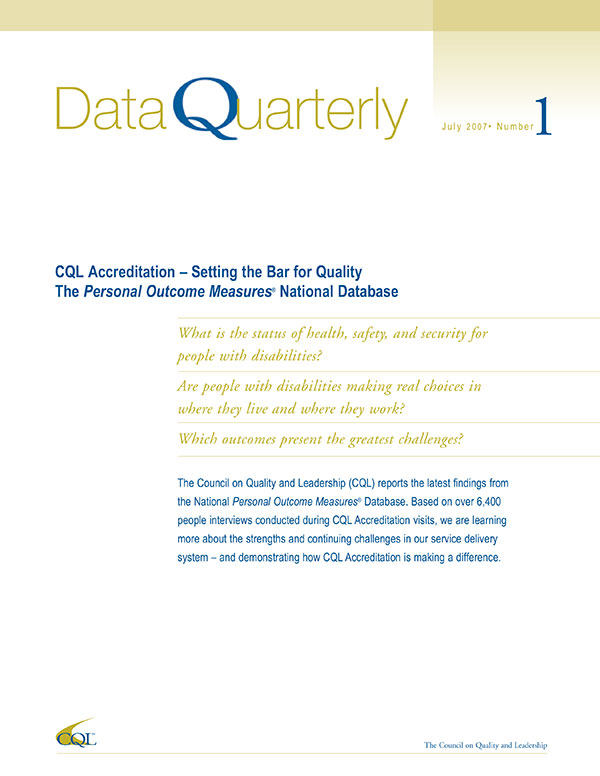 Data Quarterly
July 2007• Number 1
CQL Accreditation – Setting the Bar for Quality
The Personal Outcome Measures® National Database
What is the status of health, safety, and security for
people with disabilities?
Are people with disabilities making real choices in
where they live and where they work?
Which outcomes present the greatest challenges?
The Council on Quality and Leadership (CQL) reports the latest findings from
the National Personal Outcome Measures® Database. Based on over 6,400
people interviews conducted during CQL Accreditation visits, we are learning
more about the strengths and continuing challenges in our service delivery
system – and demonstrating how CQL Accreditation is making a difference.
CQL™
The Council on Quality and Leadership